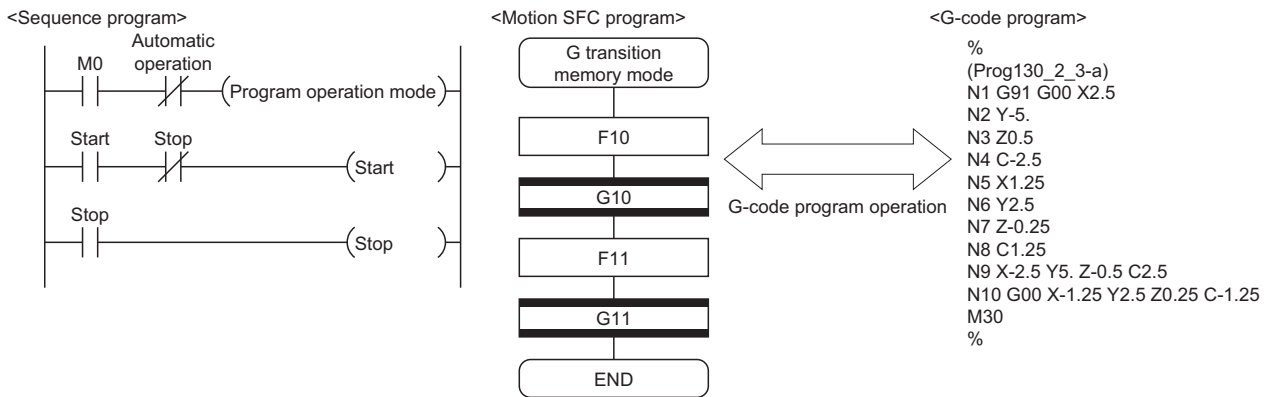 <Sequence program>
M0
Automatic
operation
Program operation mode
Start
Stop
Start
Stop
Stop
<Motion SFC program>
G transition
memory mode
F10
G10
F11
G11
END
G-code program operation
<G-code program>
%
(Prog130_2_3-a)
N1 G91 G00 X2.5
N2 Y-5.
N3 Z0.5
N4 C-2.5
N5 X1.25
N6 Y2.5
N7 Z-0.25
N8 C1.25
N9 X-2.5 Y5. Z-0.5 C2.5
N10 G00 X-1.25 Y2.5 Z0.25 C-1.25
M30
%